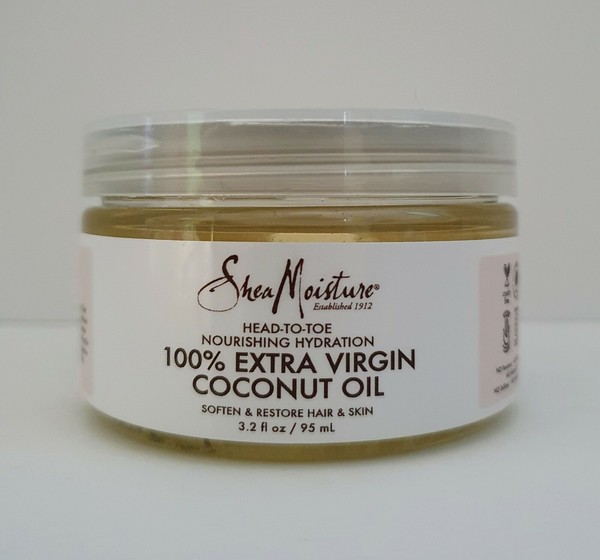 SheaMoisture®
Established 1912
HEAD-TO-TOE
NOURISHING HYDRATION
100% EXTRA VIRGIN
COCONUT OIL
SOFTEN & RESTORE HAIR & SKIN
3.2 fl oz / 95 mL